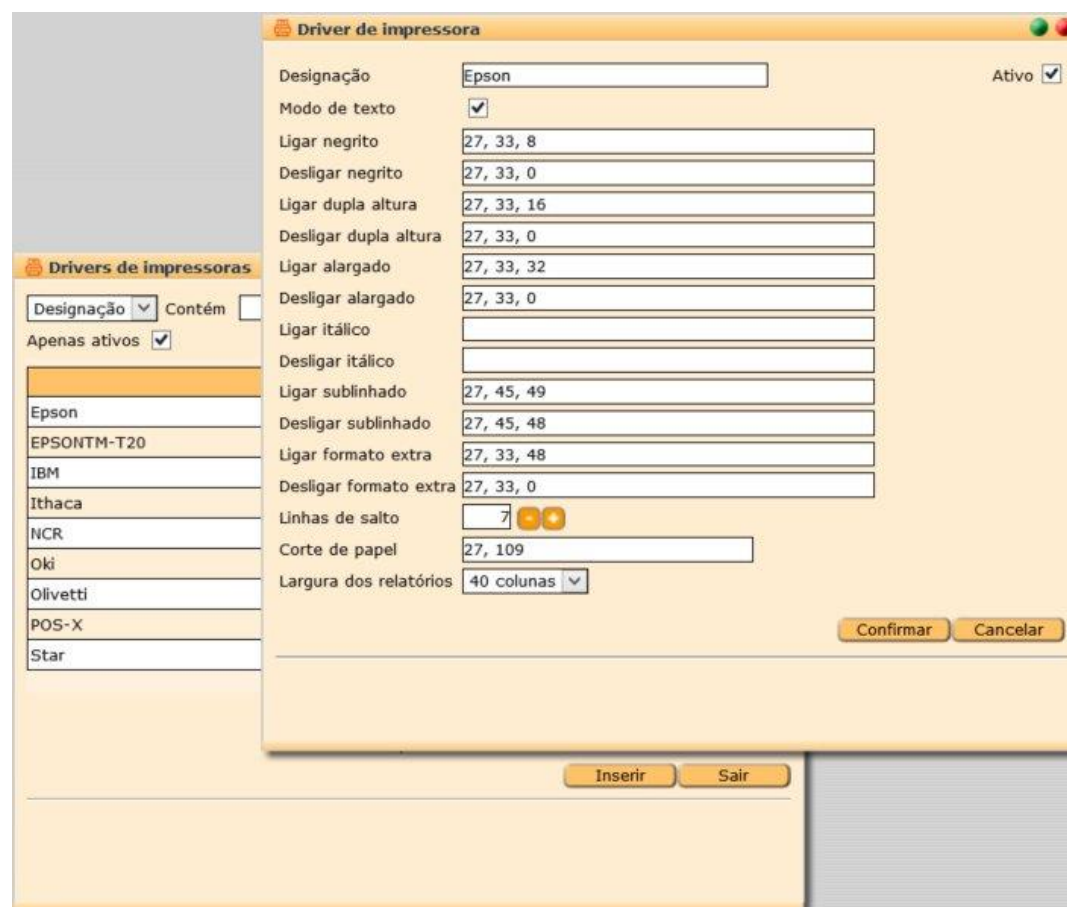 Driver de impressora
Designação Epson Ativo
Modo de texto
Ligar negrito 27, 33, 8
Desligar negrito 27, 33, 0
Ligar dupla altura 27, 33, 16
Desligar dupla altura 27, 33, 0
Ligar alargado 27, 33, 32
Desligar alargado 27, 33, 0
Ligar itálico
Desligar itálico
Ligar sublinhado 27, 45, 49
Desligar sublinhado 27, 45, 48
Ligar formato extra 27, 33, 48
Desligar formato extra 27, 33, 0
Linhas de salto 7 - +
Corte de papel 27, 109
Largura dos relatórios 40 colunas
Confirmar Cancelar
Drivers de impressoras
Designação Contém
Apenas ativos
Epson
EPSONTM-T20
IBM
Ithaca
NCR
Oki
Olivetti
POS-X
Star
Inserir Sair